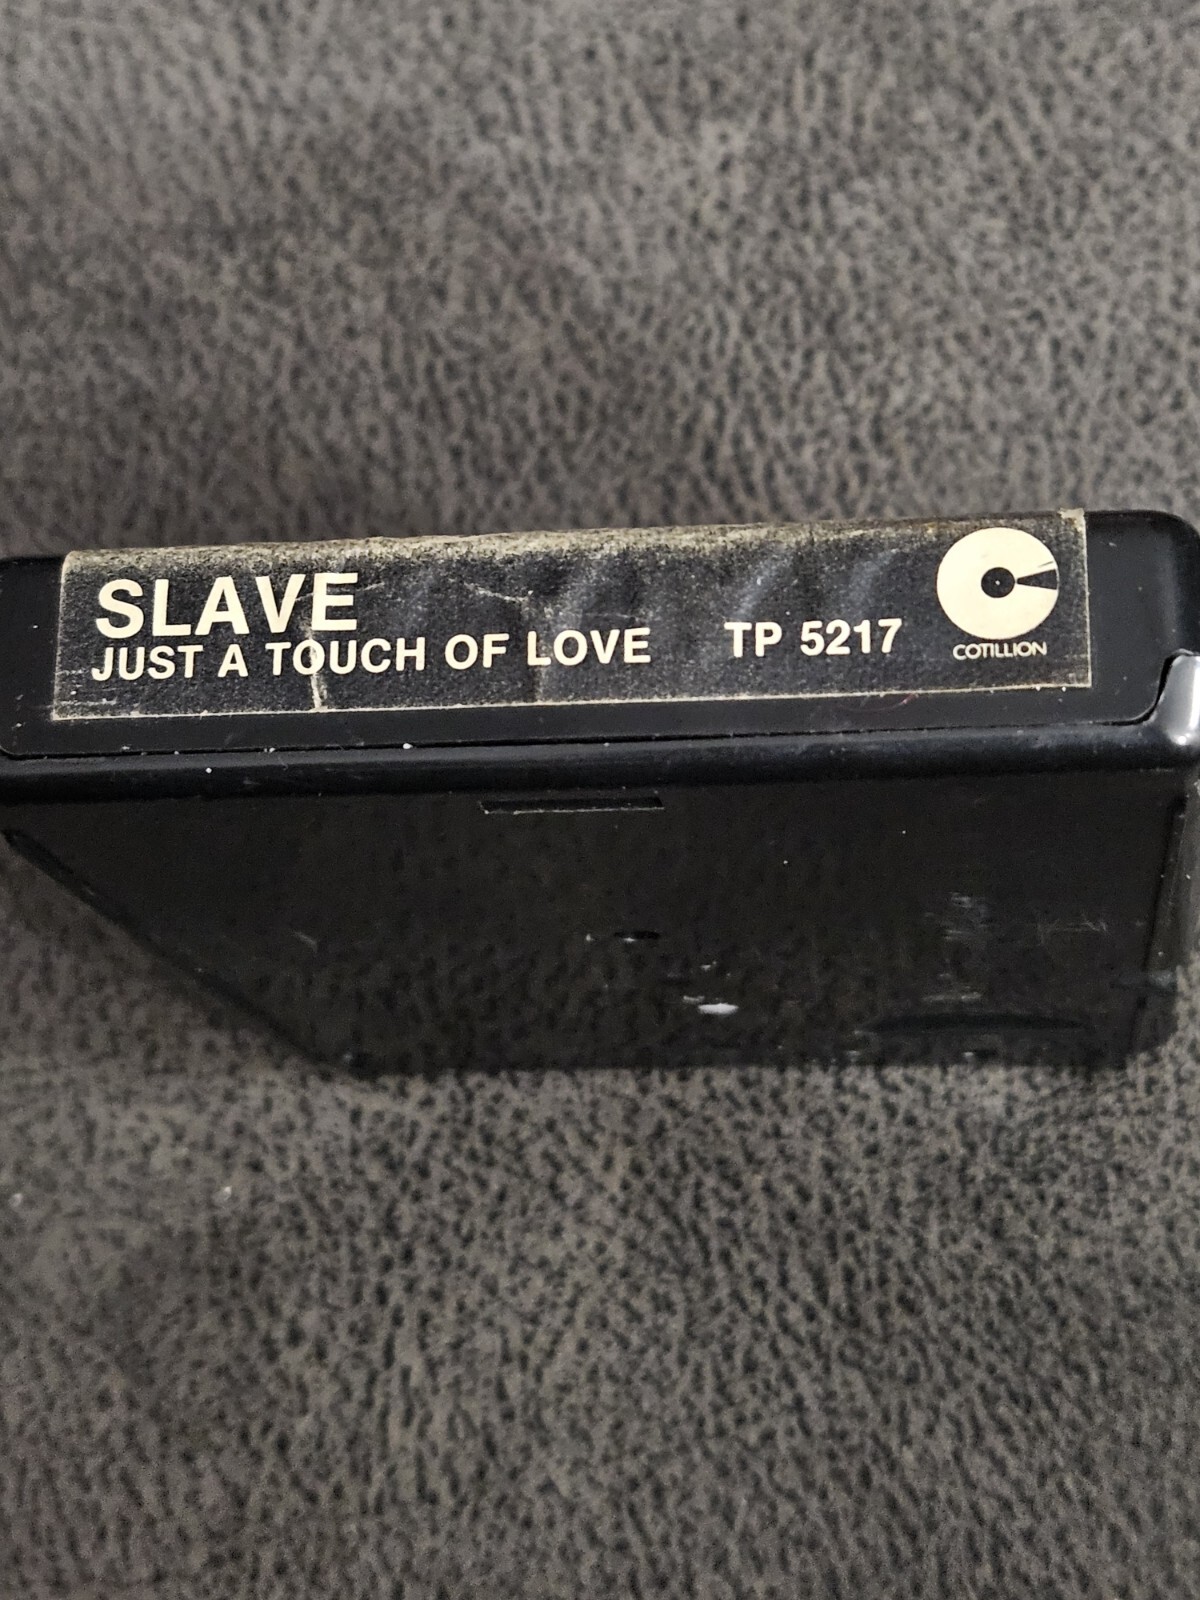 SLAVE
JUST A TOUCH OF LOVE
TP 5217
COTILLION